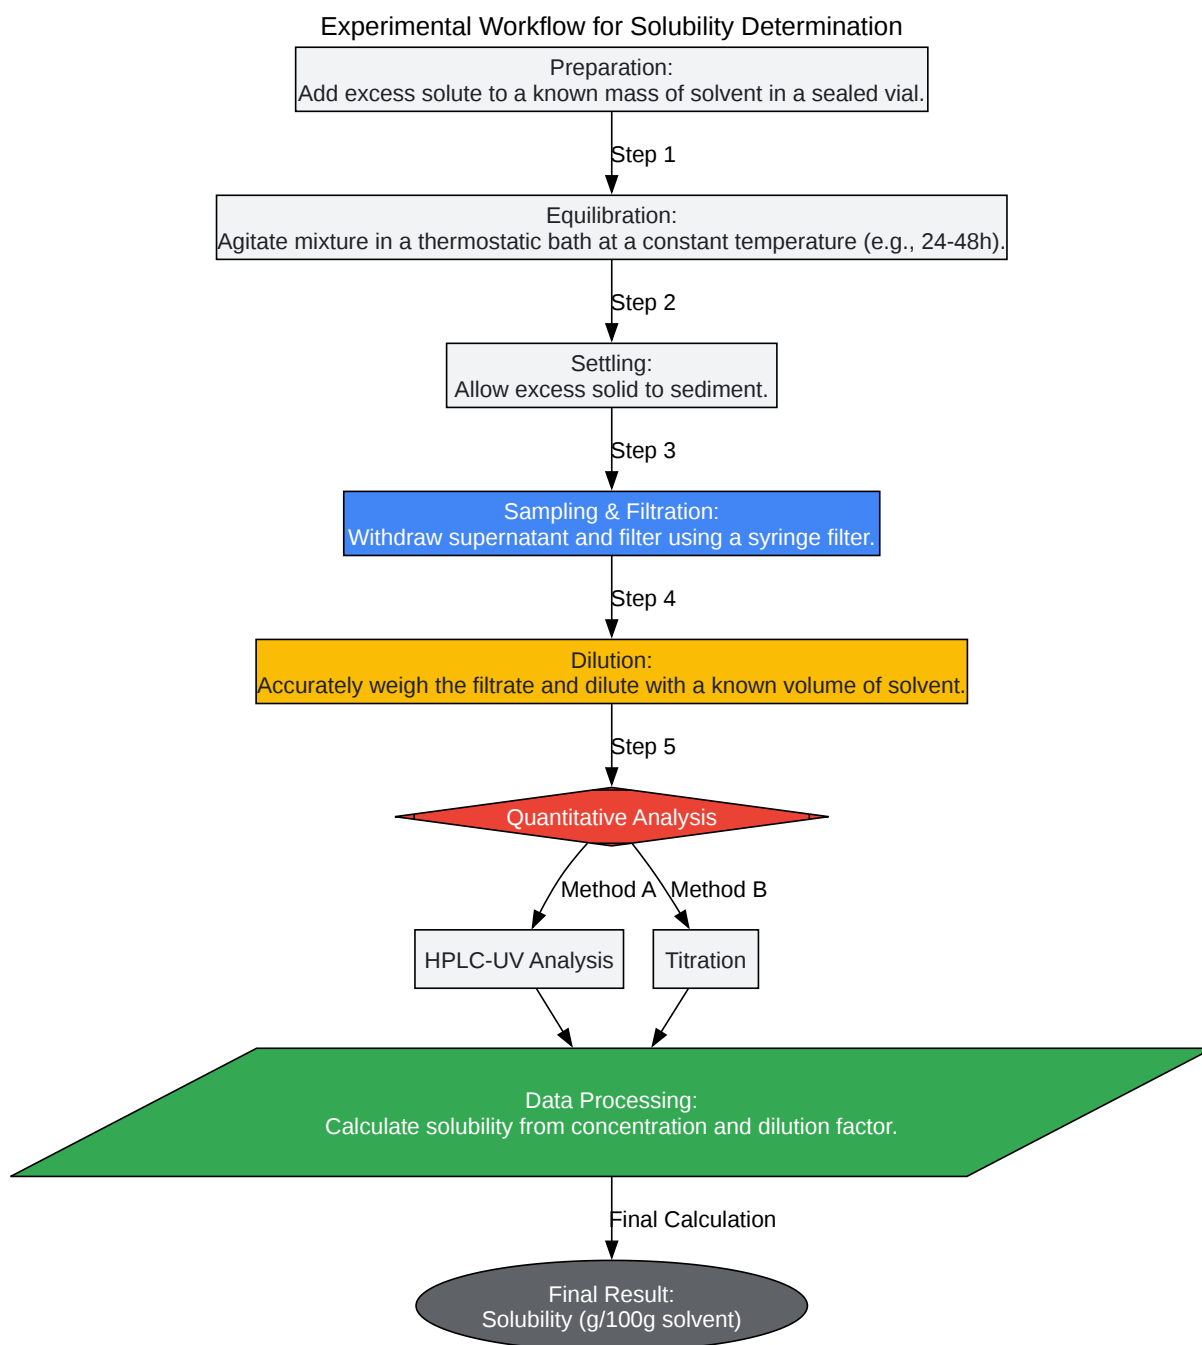 Experimental Workflow for Solubility Determination
Preparation:
Add excess solute to a known mass of solvent in a sealed vial.
Step 1
Equilibration:
Agitate mixture in a thermostatic bath at a constant temperature (e.g., 24-48h).
Step 2
Settling:
Allow excess solid to sediment.
Step 3
Sampling & Filtration:
Withdraw supernatant and filter using a syringe filter.
Step 4
Dilution:
Accurately weigh the filtrate and dilute with a known volume of solvent.
Step 5
Quantitative Analysis
Method A
Method B
HPLC-UV Analysis
Titration
Data Processing:
Calculate solubility from concentration and dilution factor.
Final Calculation
Final Result:
Solubility (g/100g solvent)